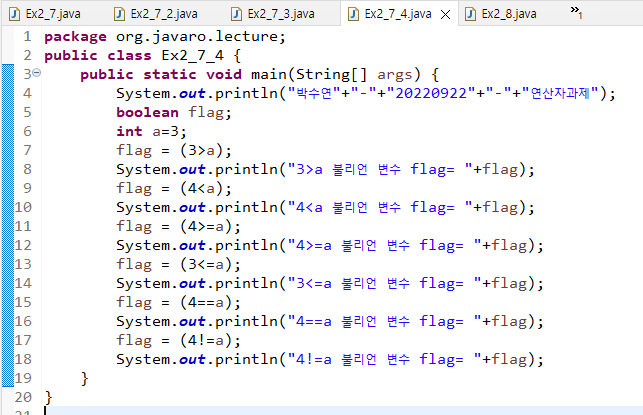 Ex2_7.java Ex2_7_2.java Ex2_7_3.java Ex2_7_4.java Ex2_8.java »1
1 package org.javaro.lecture;
2 public class Ex2_7_4 {
3 public static void main(String[] args) {
4 System.out.println("박수연"+"-"+"20220922"+"-"+"연산자과제");
5 boolean flag;
6 int a=3;
7 flag = (3>a);
8 System.out.println("3>a 불리언 변수 flag= "+flag);
9 flag = (4<a);
10 System.out.println("4<a 불리언 변수 flag= "+flag);
11 flag = (4>=a);
12 System.out.println("4>=a 불리언 변수 flag= "+flag);
13 flag = (3<=a);
14 System.out.println("3<=a 불리언 변수 flag= "+flag);
15 flag = (4==a);
16 System.out.println("4==a 불리언 변수 flag= "+flag);
17 flag = (4!=a);
18 System.out.println("4!=a 불리언 변수 flag= "+flag);
19 }
20 }
21